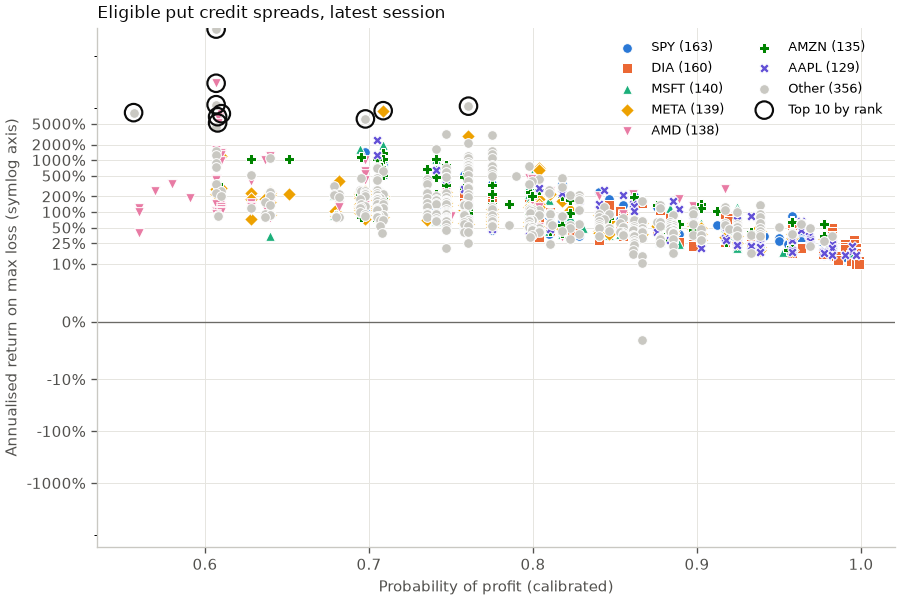 Eligible put credit spreads, latest session
SPY (163)
DIA (160)
MSFT (140)
META (139)
AMD (138)
AMZN (135)
AAPL (129)
Other (356)
Top 10 by rank
Annualised return on max loss (symlog axis)
5000%
2000%
1000%
500%
200%
100%
50%
25%
10%
0%
-10%
-100%
-1000%
0.6
0.7
0.8
0.9
1.0
Probability of profit (calibrated)